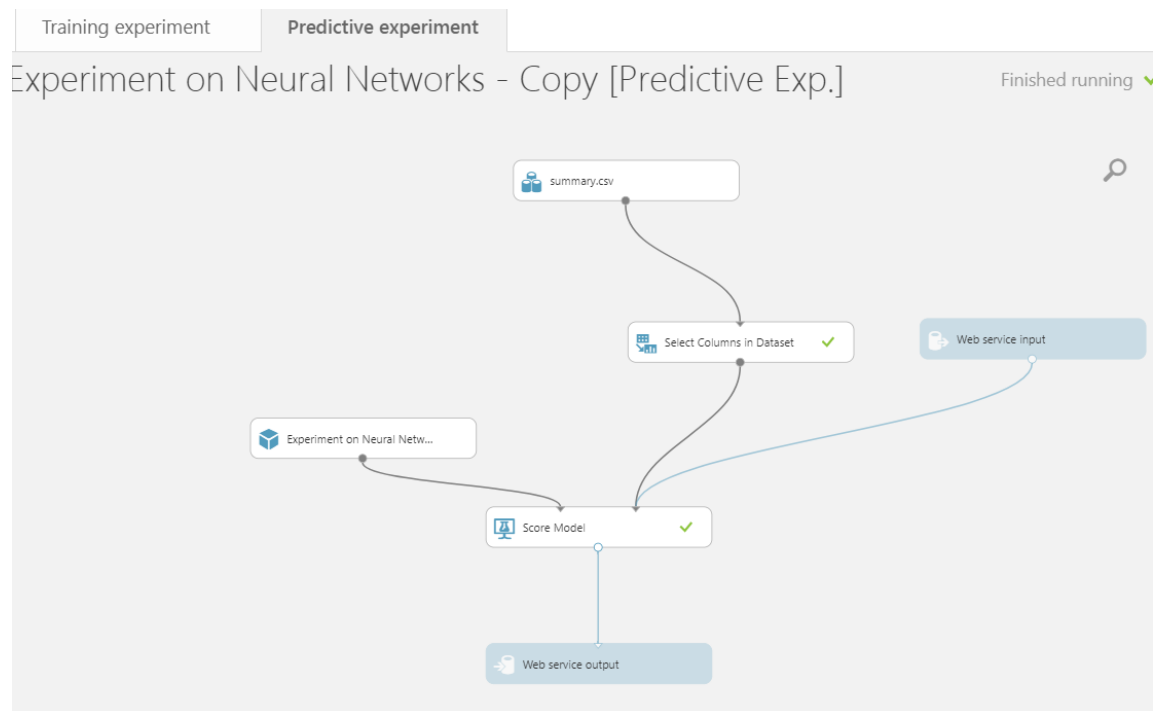 Training experiment
Predictive experiment
Experiment on Neural Networks - Copy [Predictive Exp.]
Finished running
summary.csv
Select Columns in Dataset
Web service input
Experiment on Neural Netw...
Score Model
Web service output